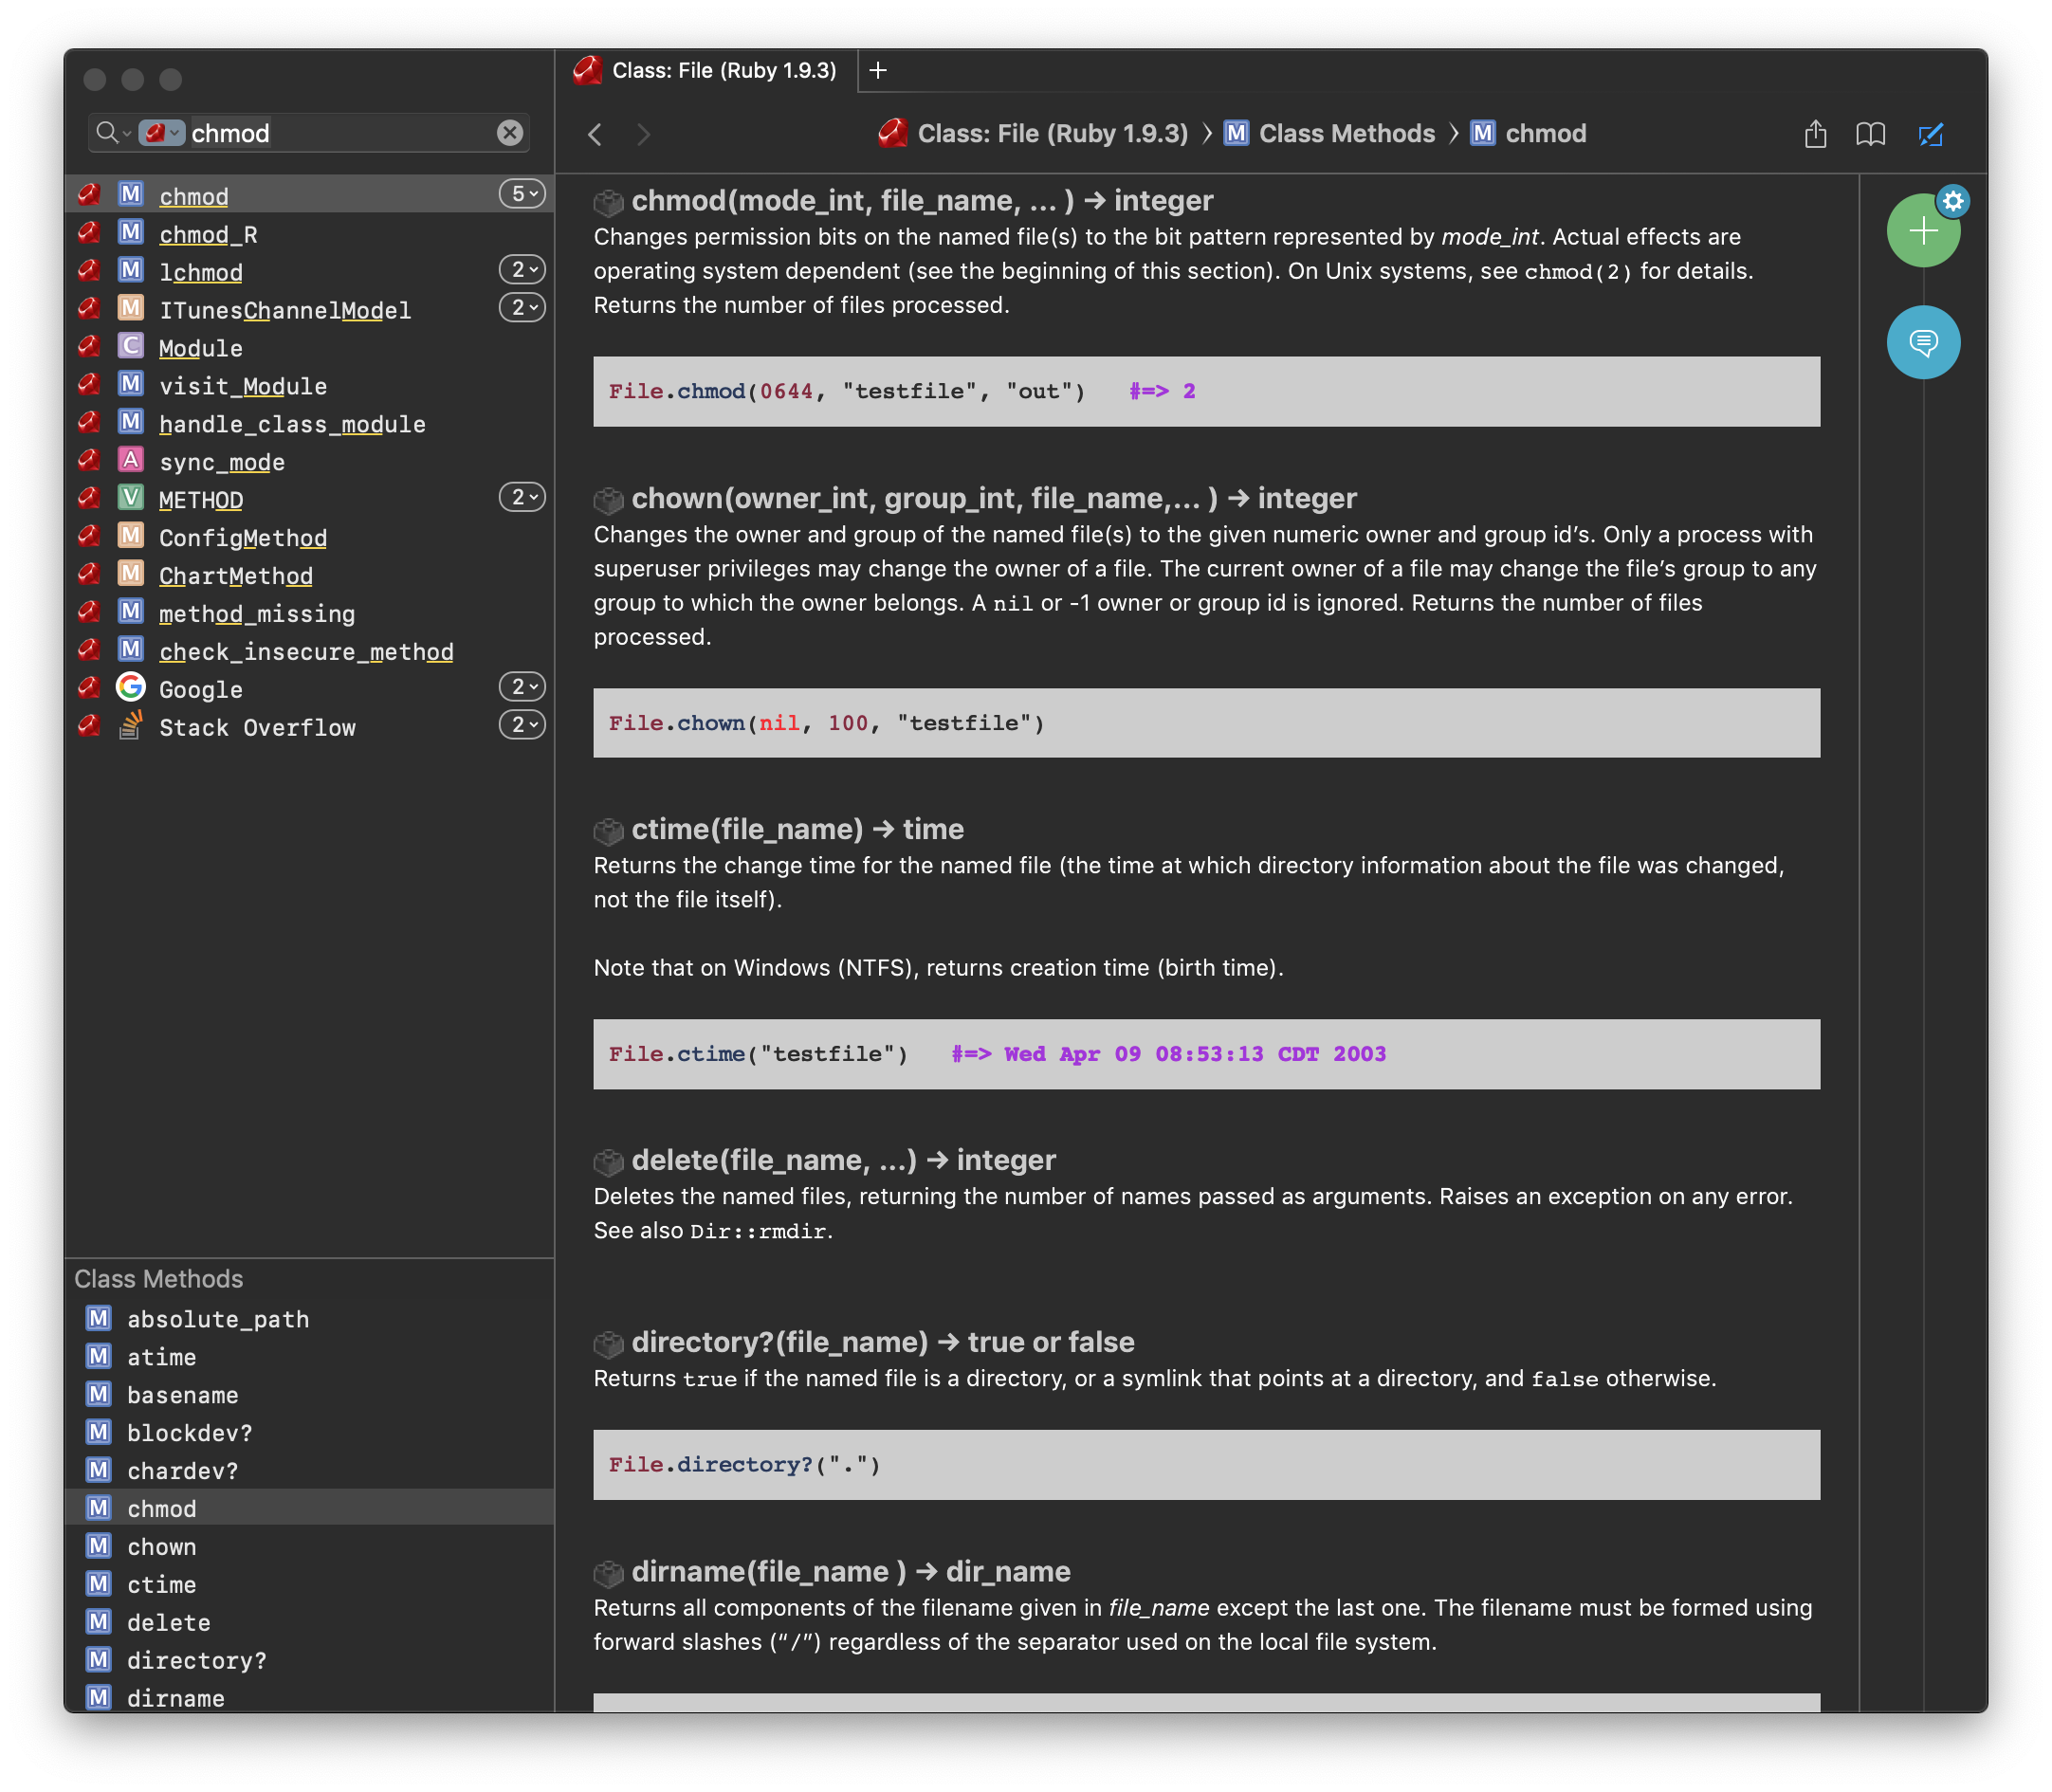 Class: File (Ruby 1.9.3)
chmod
Class: File (Ruby 1.9.3) 〉 M Class Methods 〉 M chmod
M chmod 5
M chmod_R
M lchmod 2
M ITunesChannelModel 2
C Module
M visit_Module
M handle_class_module
A sync_mode
V METHOD 2
M ConfigMethod
M ChartMethod
M method_missing
M check_insecure_method
G Google 2
Stack Overflow 2
Class Methods
M absolute_path
M atime
M basename
M blockdev?
M chardev?
M chmod
M chown
M ctime
M delete
M directory?
M dirname
chmod(mode_int, file_name, ... ) → integer
Changes permission bits on the named file(s) to the bit pattern represented by mode_int. Actual effects are
operating system dependent (see the beginning of this section). On Unix systems, see chmod(2) for details.
Returns the number of files processed.
File.chmod(0644, "testfile", "out") #=> 2
chown(owner_int, group_int, file_name,... ) → integer
Changes the owner and group of the named file(s) to the given numeric owner and group id’s. Only a process with
superuser privileges may change the owner of a file. The current owner of a file may change the file’s group to any
group to which the owner belongs. A nil or -1 owner or group id is ignored. Returns the number of files
processed.
File.chown(nil, 100, "testfile")
ctime(file_name) → time
Returns the change time for the named file (the time at which directory information about the file was changed,
not the file itself).
Note that on Windows (NTFS), returns creation time (birth time).
File.ctime("testfile") #=> Wed Apr 09 08:53:13 CDT 2003
delete(file_name, ...) → integer
Deletes the named files, returning the number of names passed as arguments. Raises an exception on any error.
See also Dir::rmdir.
directory?(file_name) → true or false
Returns true if the named file is a directory, or a symlink that points at a directory, and false otherwise.
File.directory?(".")
dirname(file_name ) → dir_name
Returns all components of the filename given in file_name except the last one. The filename must be formed using
forward slashes (“/”) regardless of the separator used on the local file system.